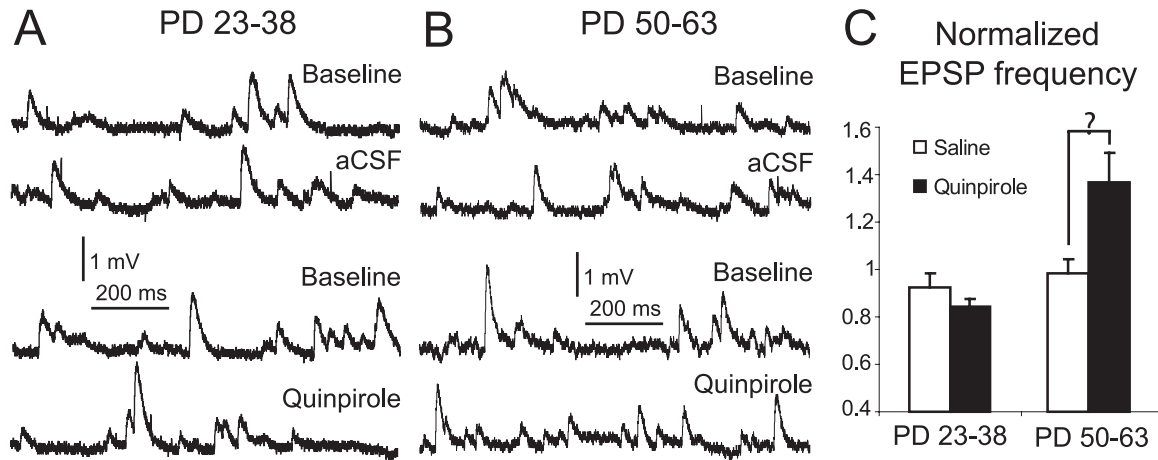 A
PD 23-38
Baseline
aCSF
1 mV
200 ms
Baseline
Quinpirole
B
PD 50-63
Baseline
aCSF
1 mV
200 ms
Baseline
Quinpirole
C
Normalized
EPSP frequency
1.6
1.4
1.2
1
0.8
0.6
0.4
Saline
Quinpirole
?
PD 23-38
PD 50-63